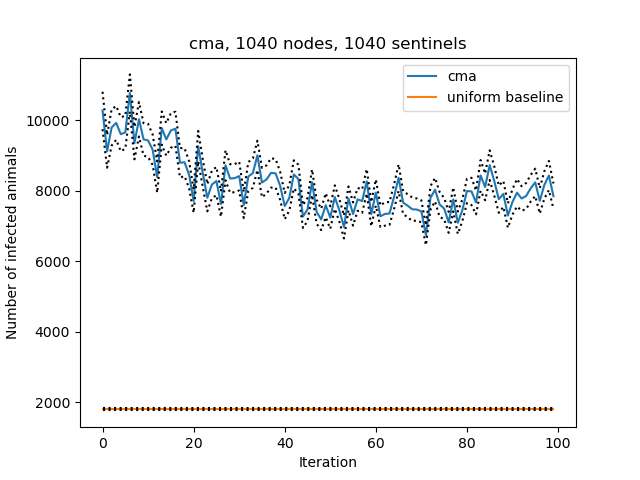 cma, 1040 nodes, 1040 sentinels
cma
uniform baseline
Number of infected animals
10000
8000
6000
4000
2000
0 20 40 60 80 100
Iteration